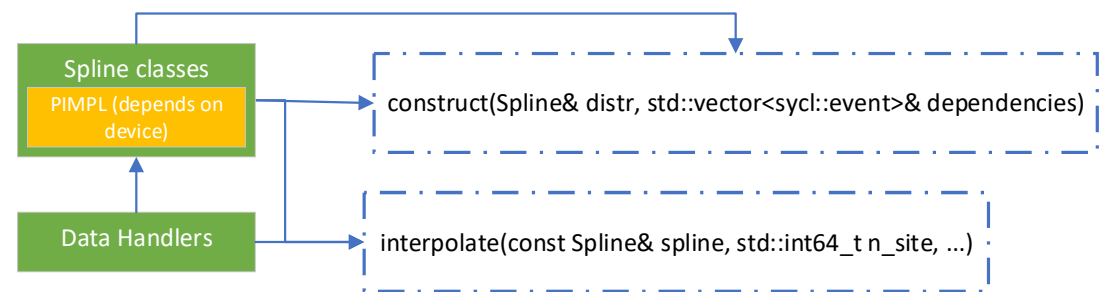 Spline classes
PIMPL (depends on
device)
construct(Spline& distr, std::vector<sycl::event>& dependencies)
Data Handlers
interpolate(const Spline& spline, std::int64_t n_site, ...)